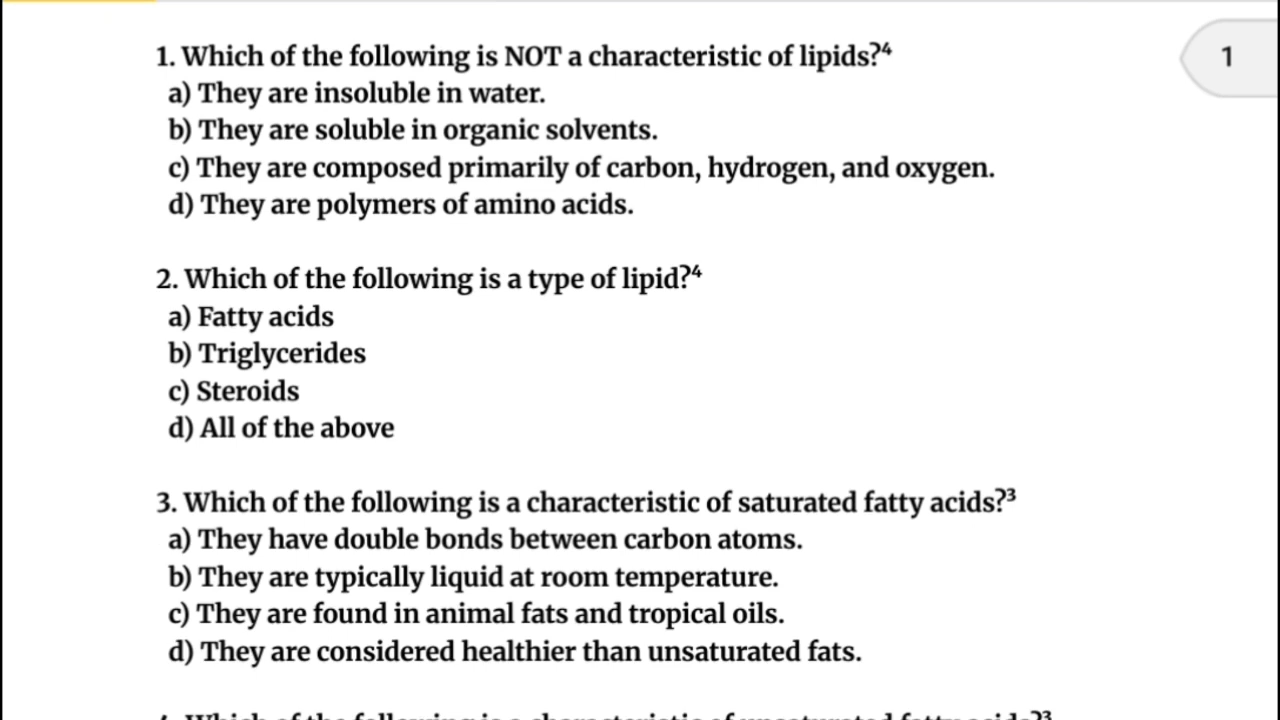 1. Which of the following is NOT a characteristic of lipids?⁴
1
a) They are insoluble in water.
b) They are soluble in organic solvents.
c) They are composed primarily of carbon, hydrogen, and oxygen.
d) They are polymers of amino acids.
2. Which of the following is a type of lipid?⁴
a) Fatty acids
b) Triglycerides
c) Steroids
d) All of the above
3. Which of the following is a characteristic of saturated fatty acids?³
a) They have double bonds between carbon atoms.
b) They are typically liquid at room temperature.
c) They are found in animal fats and tropical oils.
d) They are considered healthier than unsaturated fats.